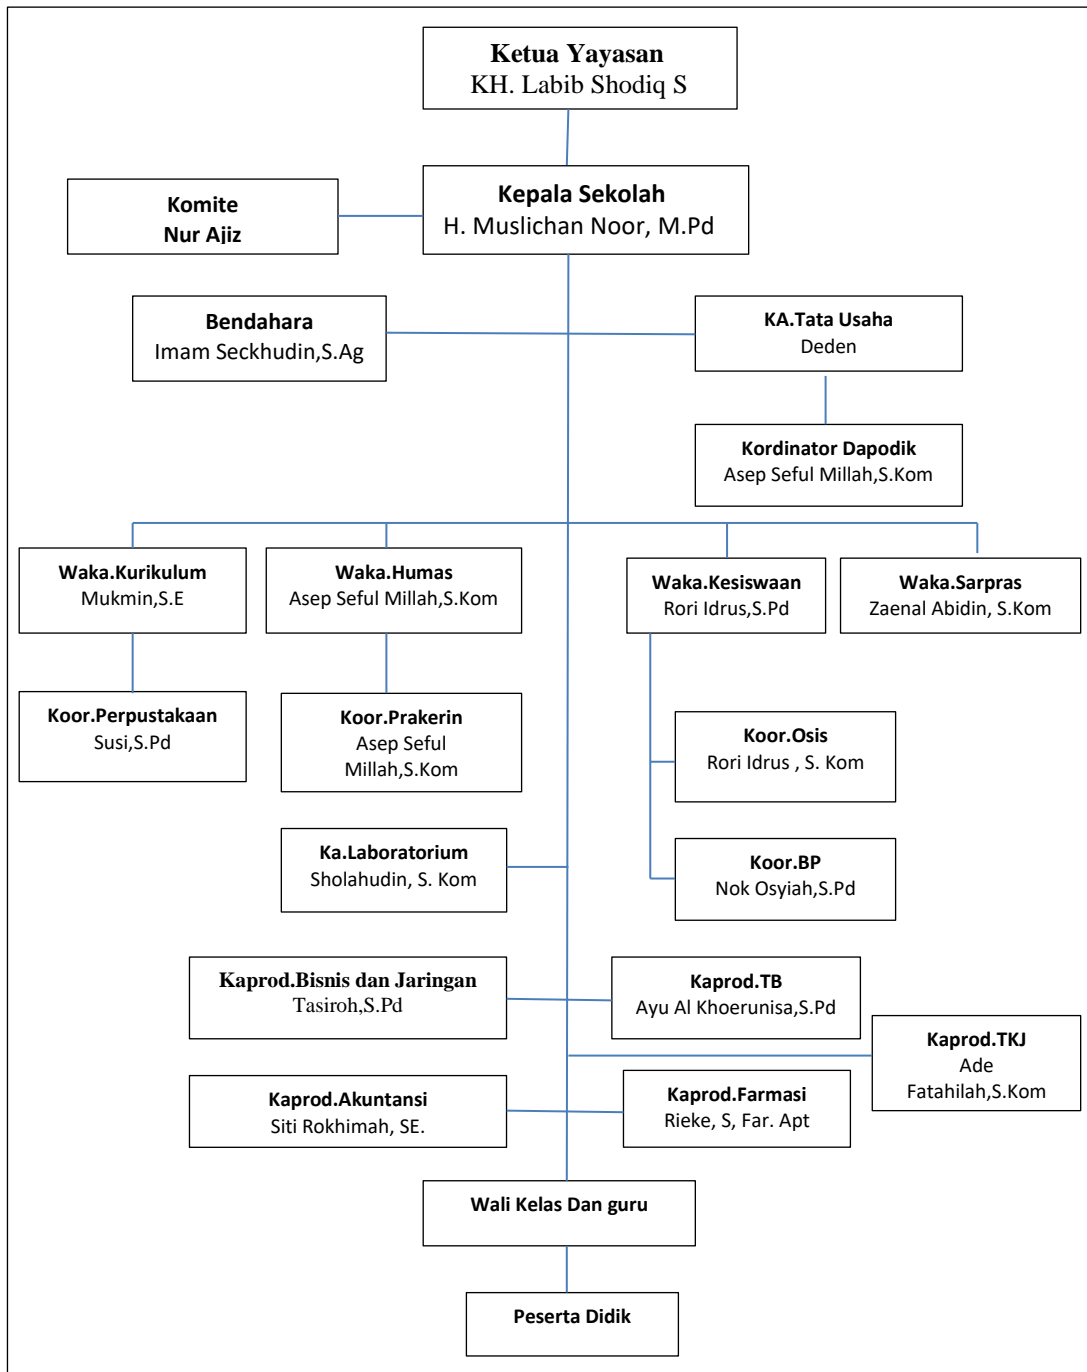 Ketua Yayasan
KH. Labib Shodiq S
Kepala Sekolah
H. Muslichan Noor, M.Pd
Komite
Nur Ajiz
Bendahara
Imam Seckhudin,S.Ag
KA.Tata Usaha
Deden
Kordinator Dapodik
Asep Seful Millah,S.Kom
Waka.Kurikulum
Mukmin,S.E
Waka.Humas
Asep Seful Millah,S.Kom
Waka.Kesiswaan
Rori Idrus,S.Pd
Waka.Sarpras
Zaenal Abidin, S.Kom
Koor.Perpustakaan
Susi,S.Pd
Koor.Prakerin
Asep Seful
Millah,S.Kom
Koor.Osis
Rori Idrus , S. Kom
Ka.Laboratorium
Sholahudin, S. Kom
Koor.BP
Nok Osyiah,S.Pd
Kaprod.Bisnis dan Jaringan
Tasiroh,S.Pd
Kaprod.TB
Ayu Al Khoerunisa,S.Pd
Kaprod.TKJ
Ade
Fatahilah,S.Kom
Kaprod.Akuntansi
Siti Rokhimah, SE.
Kaprod.Farmasi
Rieke, S, Far. Apt
Wali Kelas Dan guru
Peserta Didik